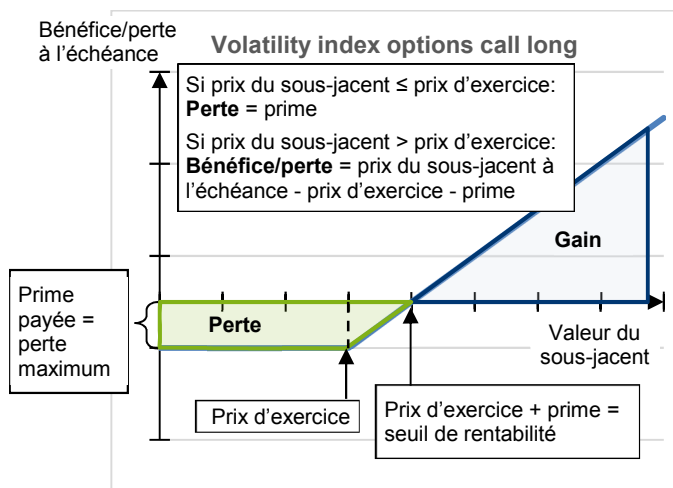 Bénéfice/perte
à l'échéance
Volatility index options call long
Si prix du sous-jacent ≤ prix d'exercice:
Perte = prime
Si prix du sous-jacent > prix d'exercice:
Bénéfice/perte = prix du sous-jacent à
l'échéance - prix d'exercice - prime
Gain
Prime
payée =
perte
maximum
Perte
Valeur du
sous-jacent
Prix d'exercice
Prix d'exercice + prime =
seuil de rentabilité